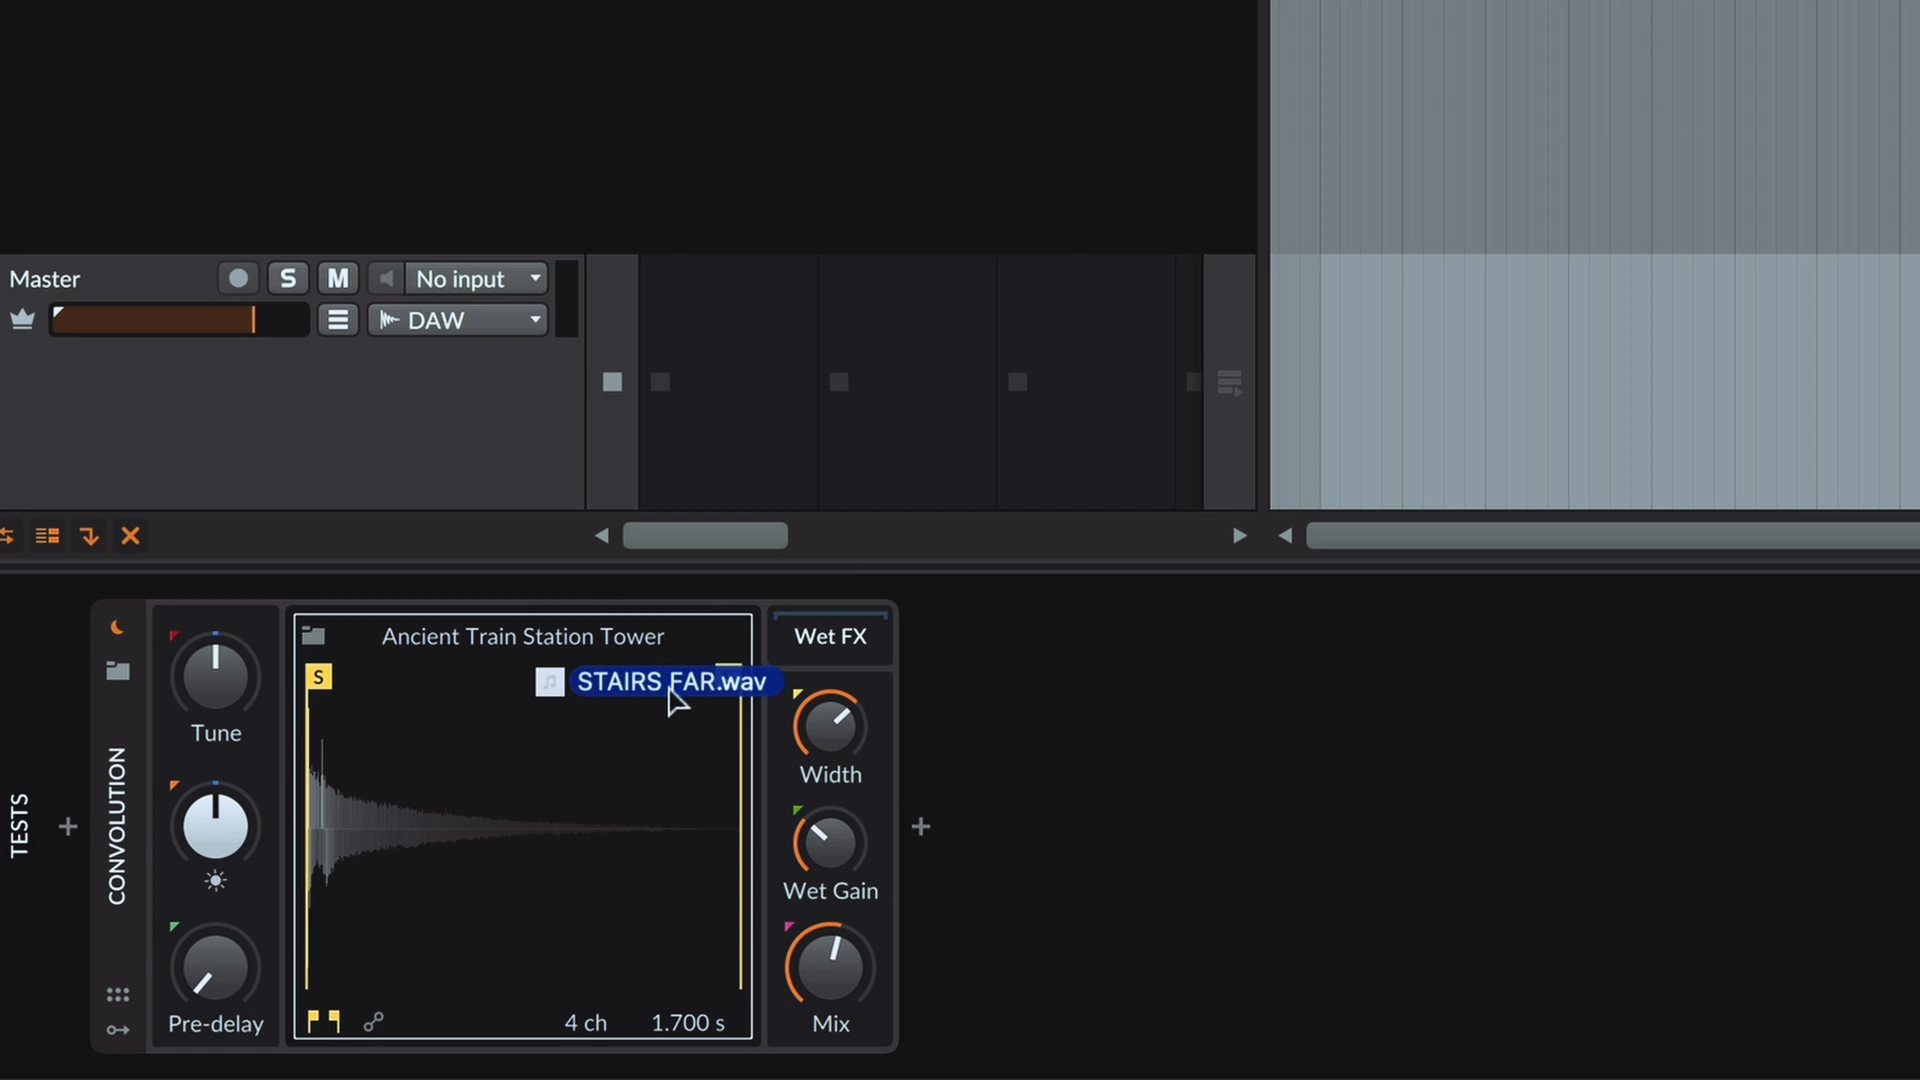 Master S M No input
DAW
Ancient Train Station Tower
Wet FX
S
STAIRS FAR.wav
Tune
Width
TESTS
CONVOLUTION
Wet Gain
Pre-delay
4 ch 1.700 s
Mix